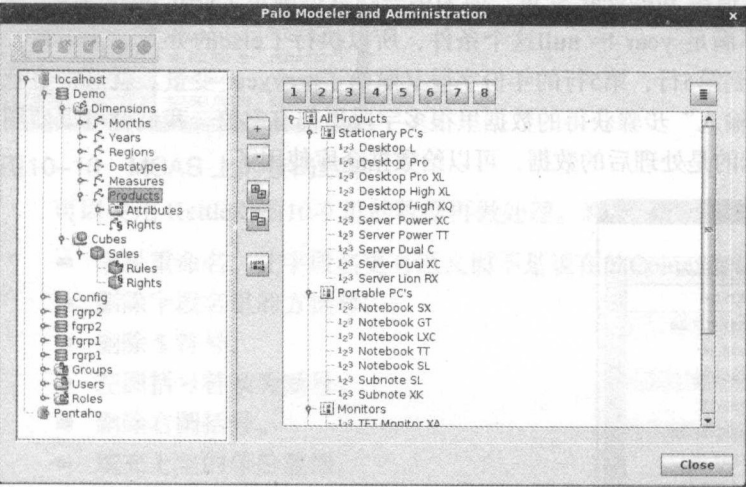 Palo Modeler and Administration
localhost
Demo
Dimensions
Months
Years
Regions
Datatypes
Measures
Products
Attributes
Rights
Cubes
Sales
Rules
Rights
Config
rgrp2
fgrp2
fgrp1
rgrp1
Groups
Users
Roles
Pentaho
1 2 3 4 5 6 7 8
All Products
Stationary PC's
Desktop L
Desktop Pro
Desktop Pro XL
Desktop High XL
Desktop High XQ
Server Power XC
Server Power TT
Server Dual C
Server Dual XC
Server Lion RX
Portable PC's
Notebook SX
Notebook GT
Notebook LXC
Notebook TT
Notebook SL
Subnote SL
Subnote XK
Monitors
TFT Monitor XA
Close